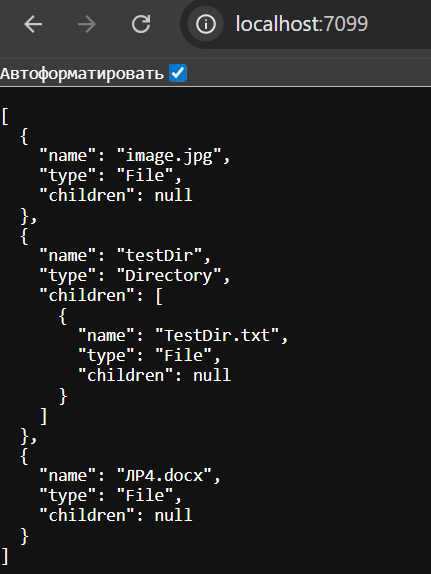 localhost:7099
Автоформатировать
[
  {
    "name": "image.jpg",
    "type": "File",
    "children": null
  },
  {
    "name": "testDir",
    "type": "Directory",
    "children": [
      {
        "name": "TestDir.txt",
        "type": "File",
        "children": null
      }
    ]
  },
  {
    "name": "ЛР4.docx",
    "type": "File",
    "children": null
  }
]